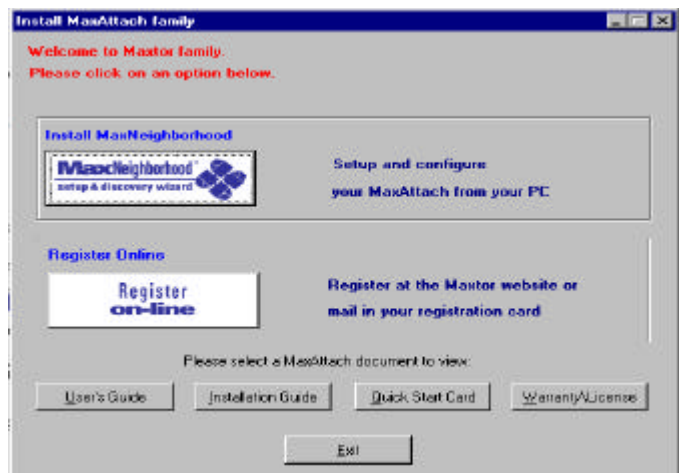 Install MaxAttach family
Welcome to Maxtor family.
Please click on an option below.
Install MaxNeighborhood
MaxNeighborhood
setup & discovery wizard
Setup and configure
your MaxAttach from your PC
Register Online
Register
on-line
Register at the Maxtor website or
mail in your registration card
Please select a MaxAttach document to view:
User's Guide
Installation Guide
Quick Start Card
Warranty\License
Exit